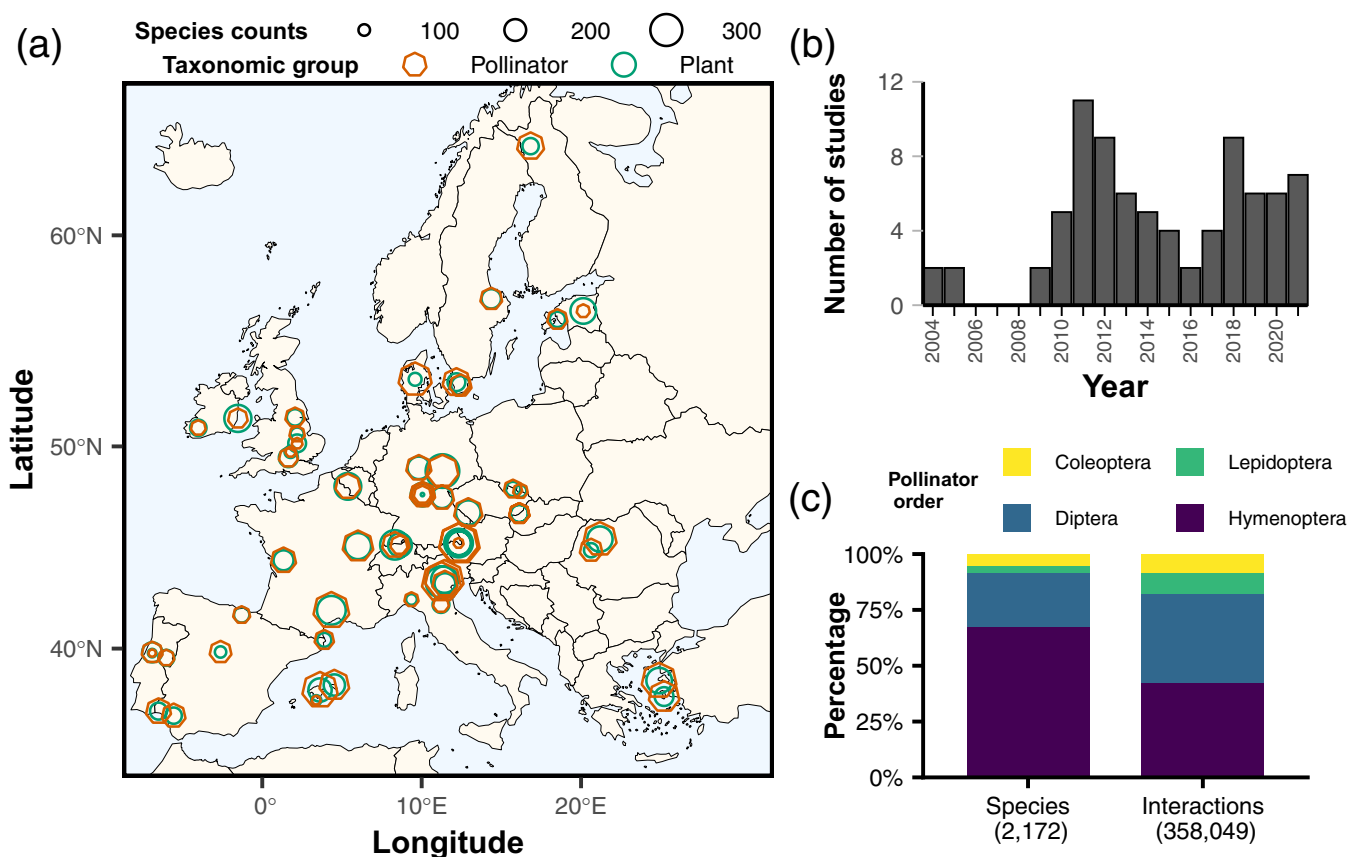 (a)
Species counts 100 200 300
Taxonomic group Pollinator Plant
60°N
50°N
40°N
Latitude
0° 10°E 20°E
Longitude
(b)
12
8
4
0
Number of studies
2004 2006 2008 2010 2012 2014 2016 2018 2020
Year
(c)
Pollinator
order
Coleoptera Lepidoptera
Diptera Hymenoptera
100%
75%
50%
25%
0%
Percentage
Species Interactions
(2,172) (358,049)